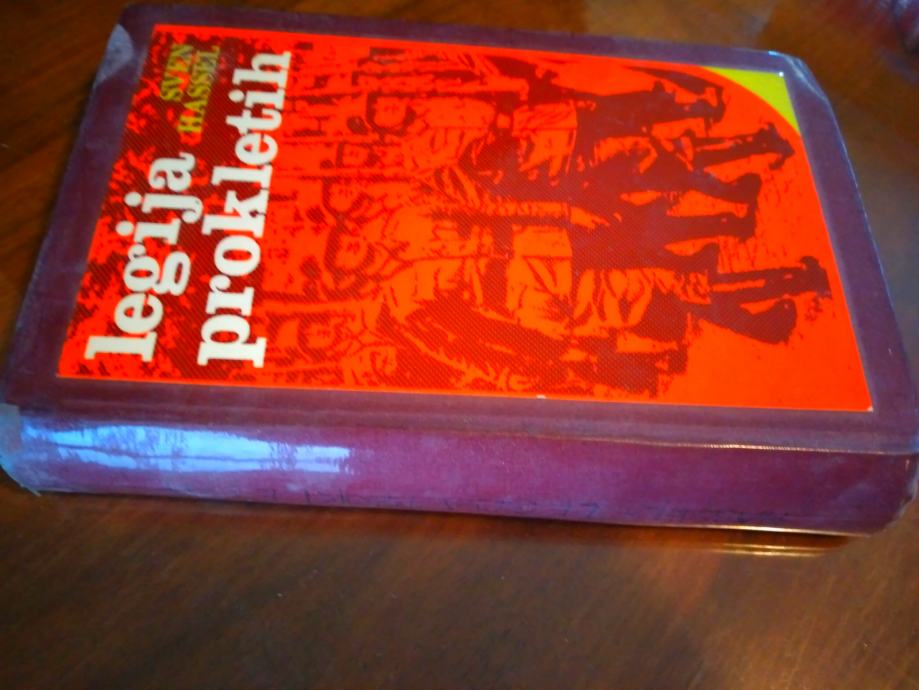 SVEN
HASSEL
legija
prokletih